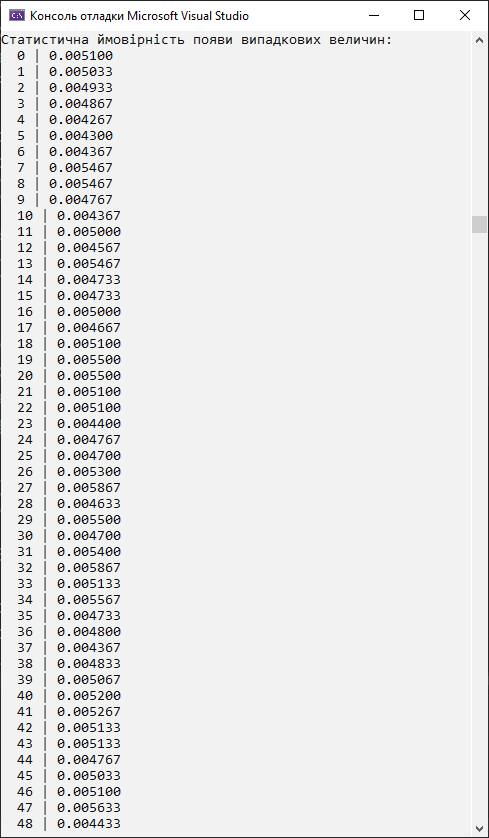 Консоль отладки Microsoft Visual Studio
Статистична ймовірність появи випадкових величин:
0 | 0.005100
1 | 0.005033
2 | 0.004933
3 | 0.004867
4 | 0.004267
5 | 0.004300
6 | 0.004367
7 | 0.005467
8 | 0.005467
9 | 0.004767
10 | 0.004367
11 | 0.005000
12 | 0.004567
13 | 0.005467
14 | 0.004733
15 | 0.004733
16 | 0.005000
17 | 0.004667
18 | 0.005100
19 | 0.005500
20 | 0.005500
21 | 0.005100
22 | 0.005100
23 | 0.004400
24 | 0.004767
25 | 0.004700
26 | 0.005300
27 | 0.005867
28 | 0.004633
29 | 0.005500
30 | 0.004700
31 | 0.005400
32 | 0.005867
33 | 0.005133
34 | 0.005567
35 | 0.004733
36 | 0.004800
37 | 0.004367
38 | 0.004833
39 | 0.005067
40 | 0.005200
41 | 0.005267
42 | 0.005133
43 | 0.005133
44 | 0.004767
45 | 0.005033
46 | 0.005100
47 | 0.005633
48 | 0.004433